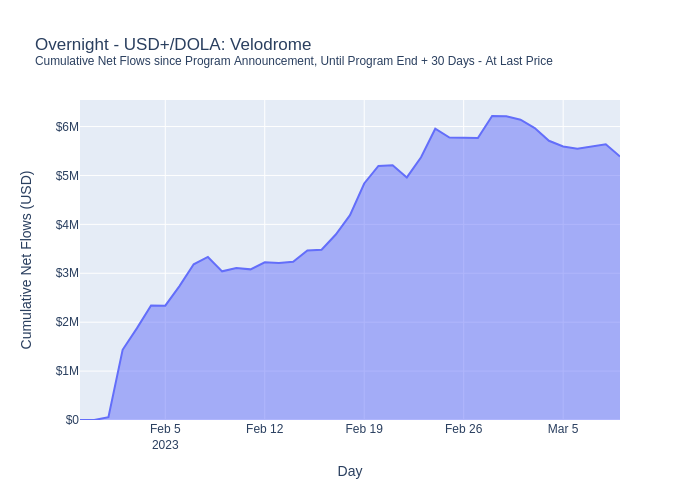 Overnight - USD+/DOLA: Velodrome
Cumulative Net Flows since Program Announcement, Until Program End + 30 Days - At Last Price
$6M
$5M
$4M
$3M
$2M
$1M
$0
Cumulative Net Flows (USD)
Feb 5
2023
Feb 12
Feb 19
Feb 26
Mar 5
Day